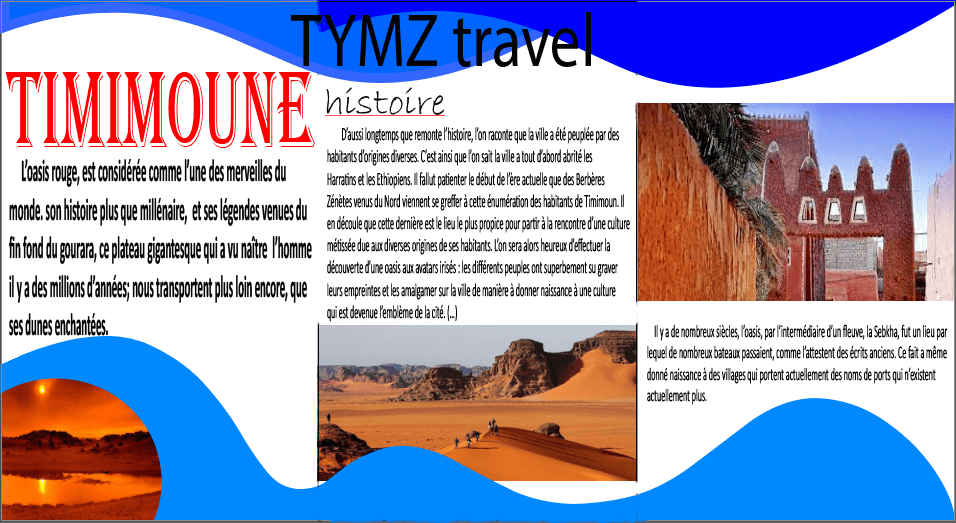 TYMZ travel
TIMIMOUNE
L'oasis rouge, est considérée comme l'une des merveilles du
monde. son histoire plus que millénaire, et ses légendes venues du
fin fond du gourara, ce plateau gigantesque qui a vu naître l'homme
il y a des millions d'années; nous transportent plus loin encore, que
ses dunes enchantées.
histoire
D'aussi longtemps que remonte l'histoire, l'on raconte que la ville a été peuplée par des
habitants d'origines diverses. C'est ainsi que l'on sait la ville a tout d'abord abrité les
Harratins et les Ethiopiens. Il fallut patienter le début de l'ère actuelle que des Berbères
Zénètes venus du Nord viennent se greffer à cette énumération des habitants de Timimoun. Il
en découle que cette dernière est le lieu le plus propice pour partir à la rencontre d'une culture
métissée due aux diverses origines de ses habitants. L'on sera alors heureux d'effectuer la
découverte d'une oasis aux avatars irisés : les différents peuples ont superbement su graver
leurs empreintes et les amalgamer sur la ville de manière à donner naissance à une culture
qui est devenue l'emblème de la cité. (...)
Il y a de nombreux siècles, l'oasis, par l'intermédiaire d'un fleuve, la Sebkha, fut un lieu par
lequel de nombreux bateaux passaient, comme l'attestent des écrits anciens. Ce fait a même
donné naissance à des villages qui portent actuellement des noms de ports qui n'existent
actuellement plus.